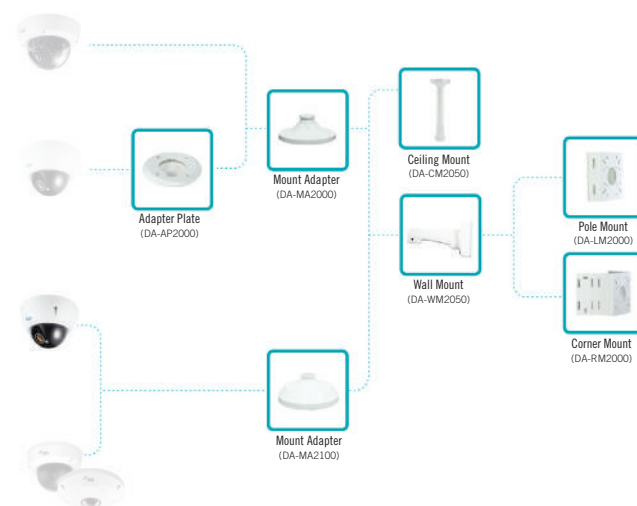 Ceiling Mount
(DA-CM2050)
Mount Adapter
(DA-MA2000)
Adapter Plate
(DA-AP2000)
Pole Mount
(DA-LM2000)
Wall Mount
(DA-WM2050)
Corner Mount
(DA-RM2000)
Mount Adapter
(DA-MA2100)